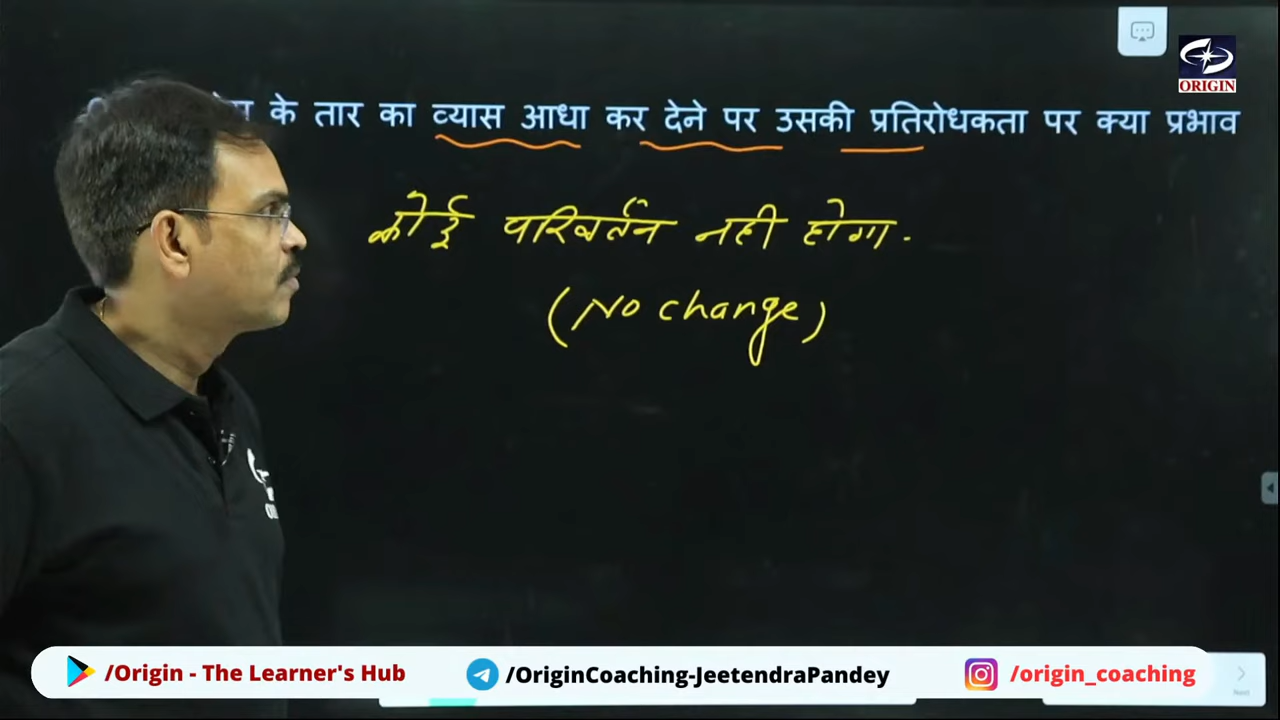 ORIGIN
के तार का व्यास आधा कर देने पर उसकी प्रतिरोधकता पर क्या प्रभाव
कोई परिवर्तन नही होगा.
(No change)
/Origin - The Learner's Hub /OriginCoaching-JeetendraPandey /origin_coaching
Next